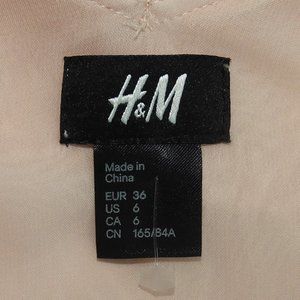 H&M
Made in
China
EUR 36
US 6
CA 6
CN 165/84A